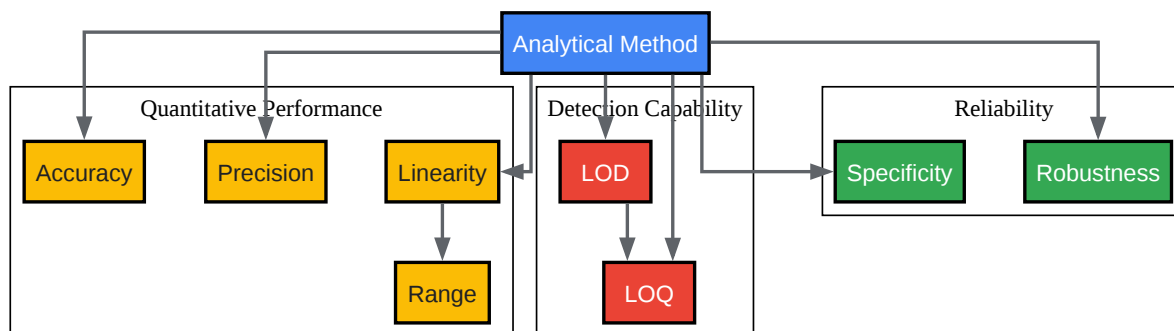 Analytical Method
Quantitative Performance
Detection Capability
Reliability
Accuracy
Precision
Linearity
LOD
Specificity
Robustness
Range
LOQ